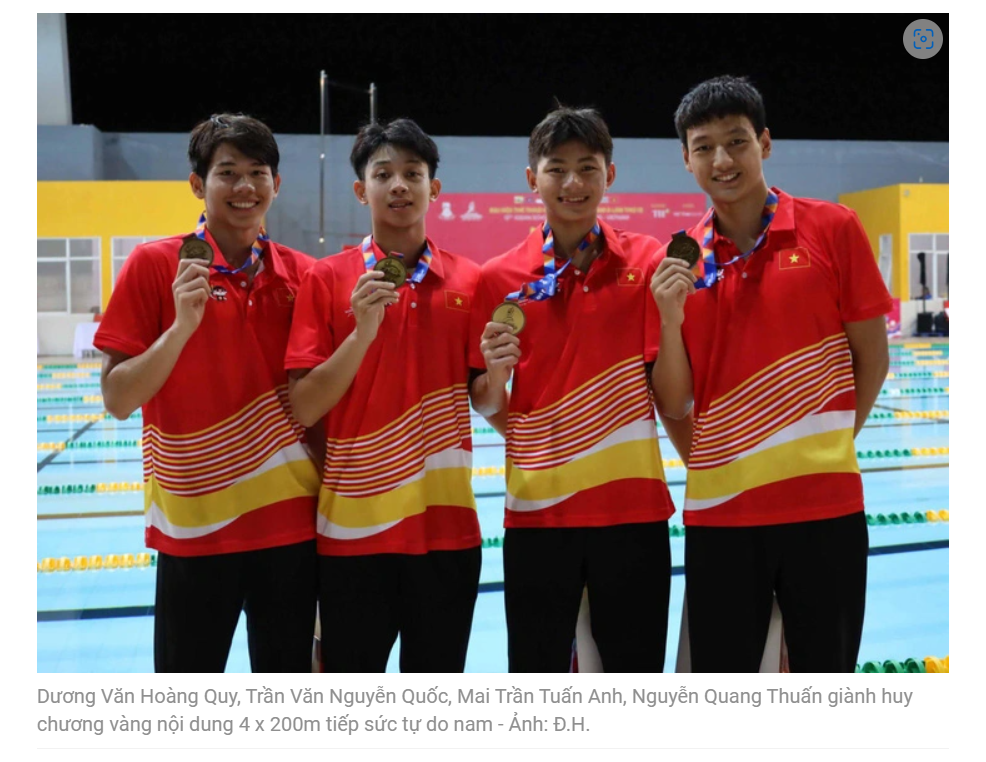 Dương Văn Hoàng Quy, Trần Văn Nguyễn Quốc, Mai Trần Tuấn Anh, Nguyễn Quang Thuấn giành huy
chương vàng nội dung 4 x 200m tiếp sức tự do nam - Ảnh: Đ.H.